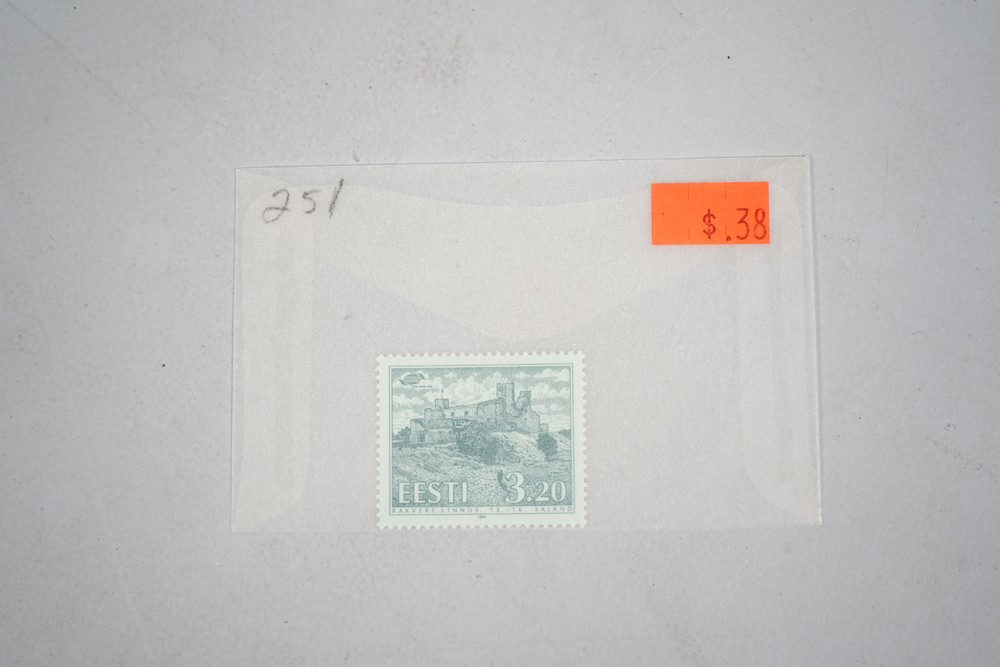 251
$.38
EESTI 3.20
RAKVERE LINNUS, 13.-16. SAJAND